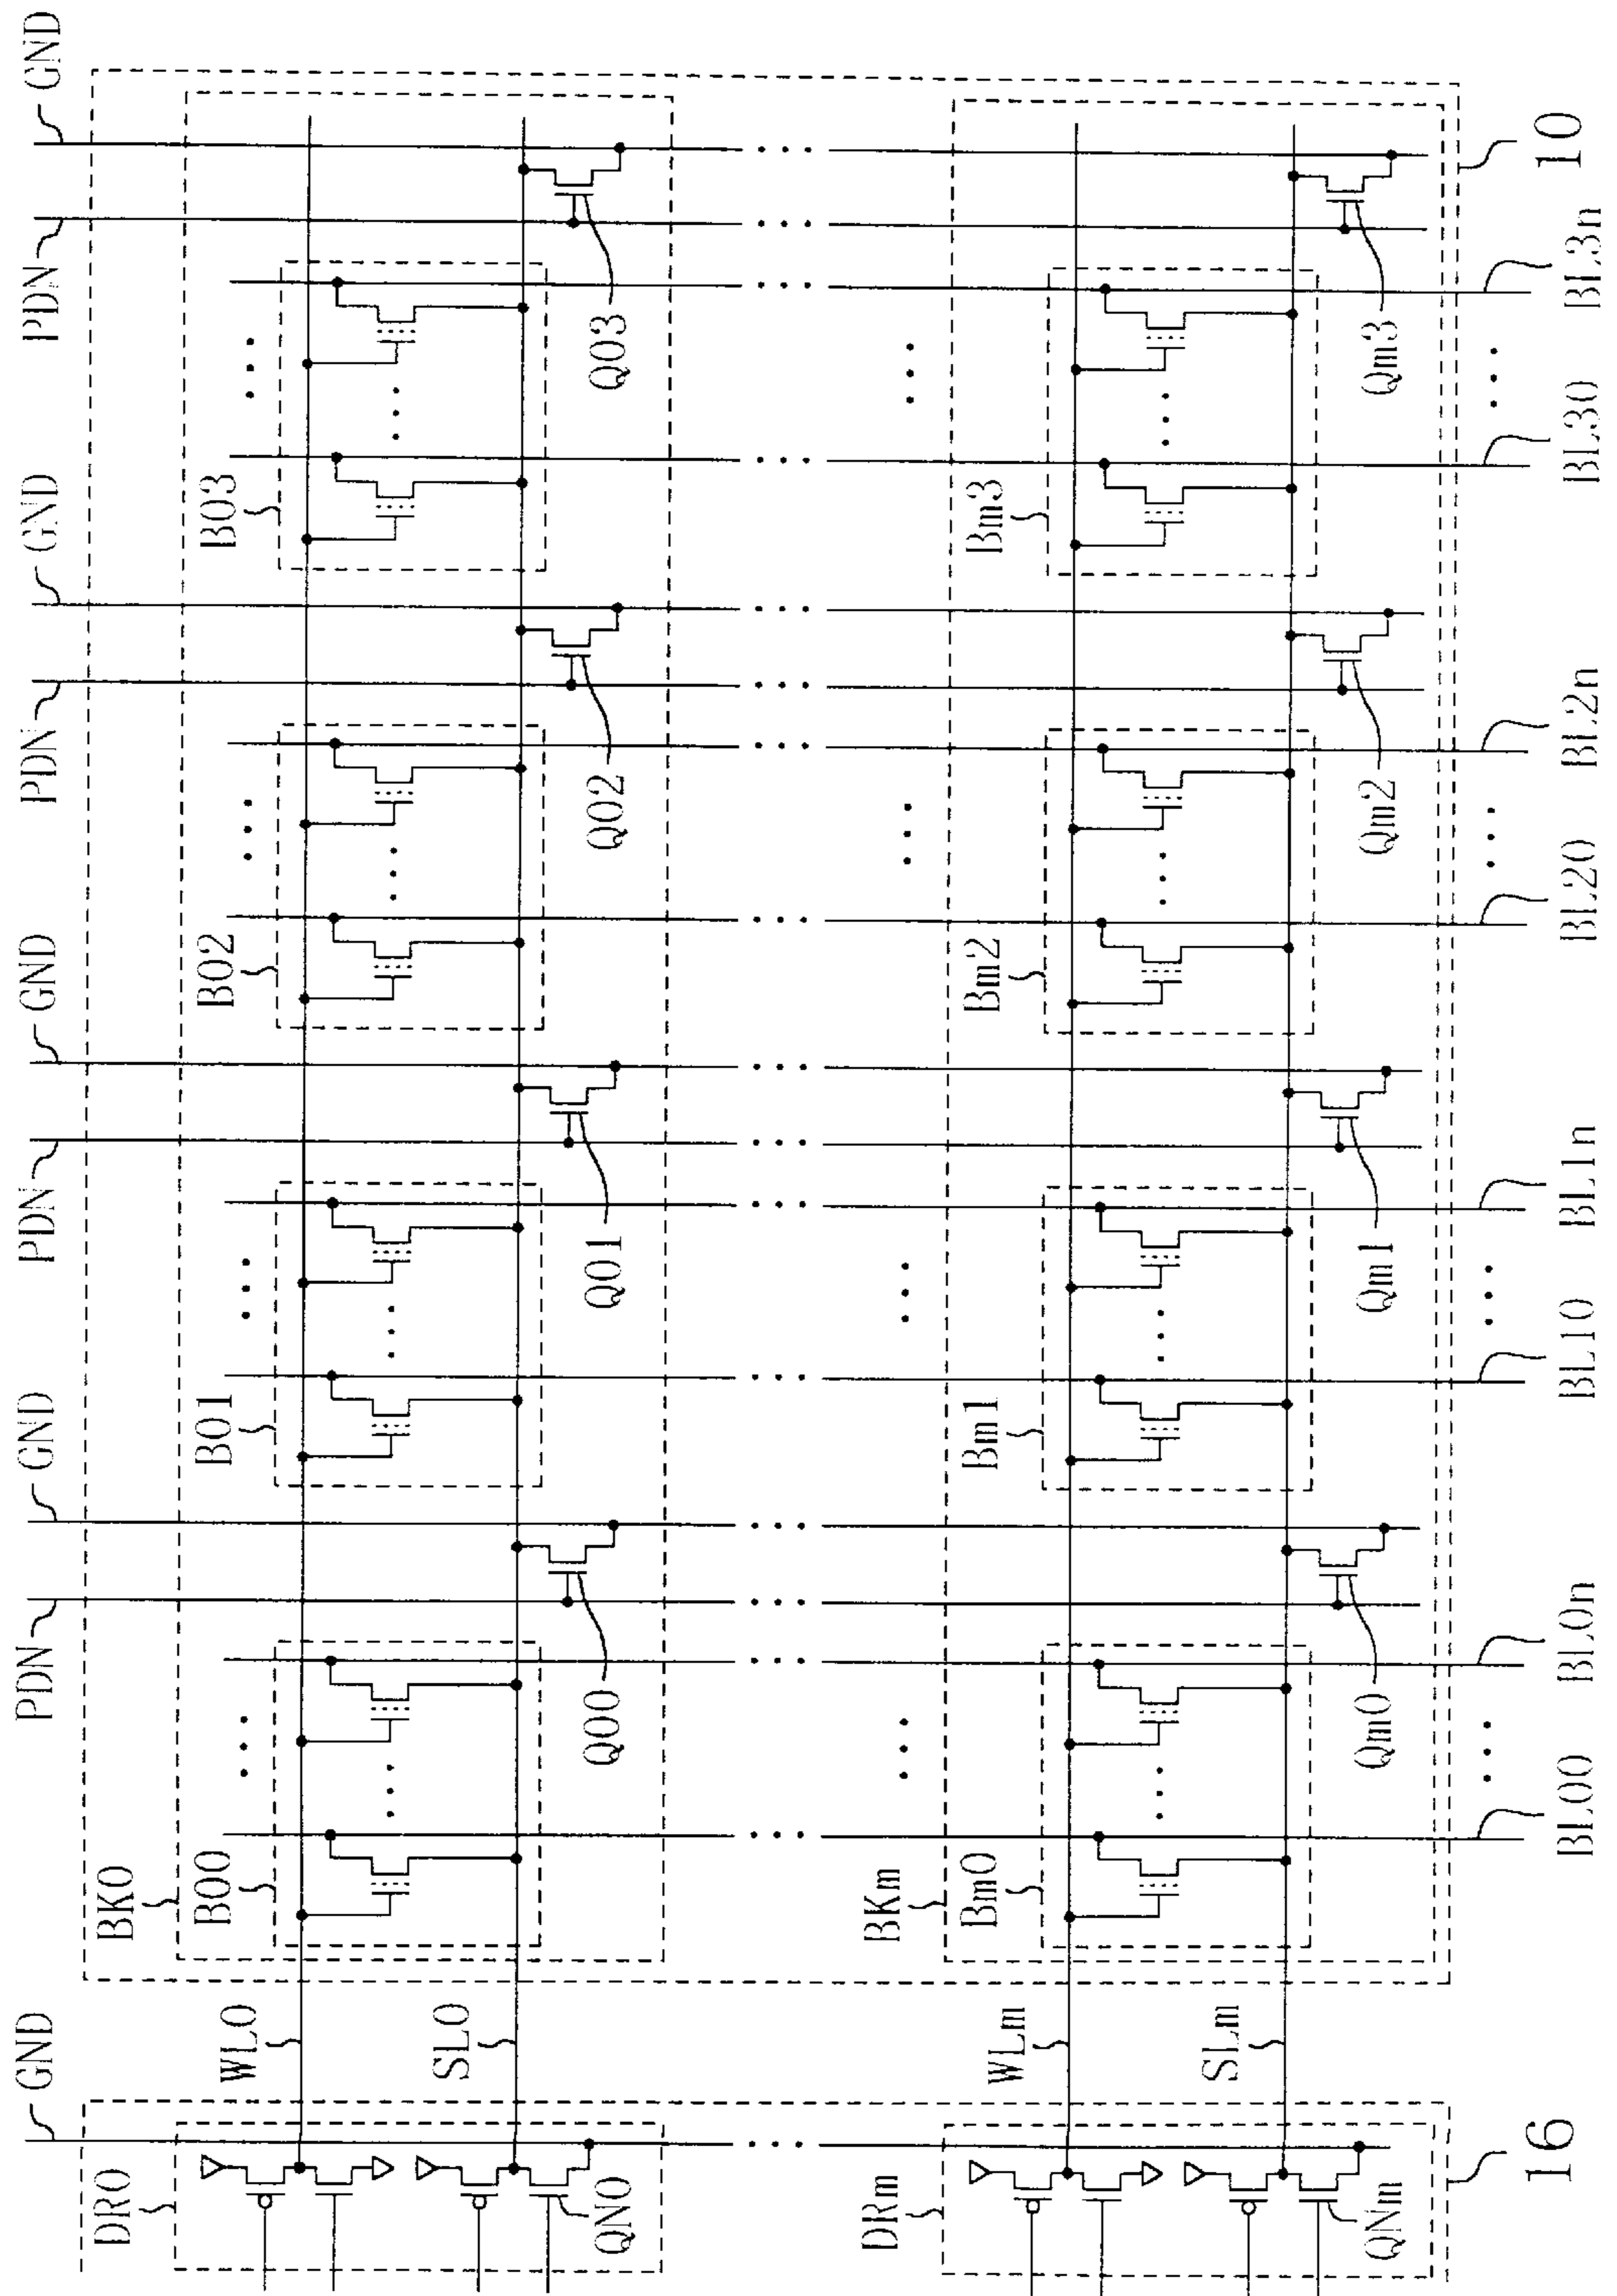 GND
PDN
GND
PDN
GND
PDN
GND
PDN
GND
BK0
B00
B01
B02
B03
WL0
SL0
DR0
QN0
Q00
Q01
Q02
Q03
BKm
Bm0
Bm1
Bm2
Bm3
WLm
SLm
DRm
QNm
Qm0
Qm1
Qm2
Qm3
16
BL00
BL0n
BL10
BL1n
BL20
BL2n
BL30
BL3n
10